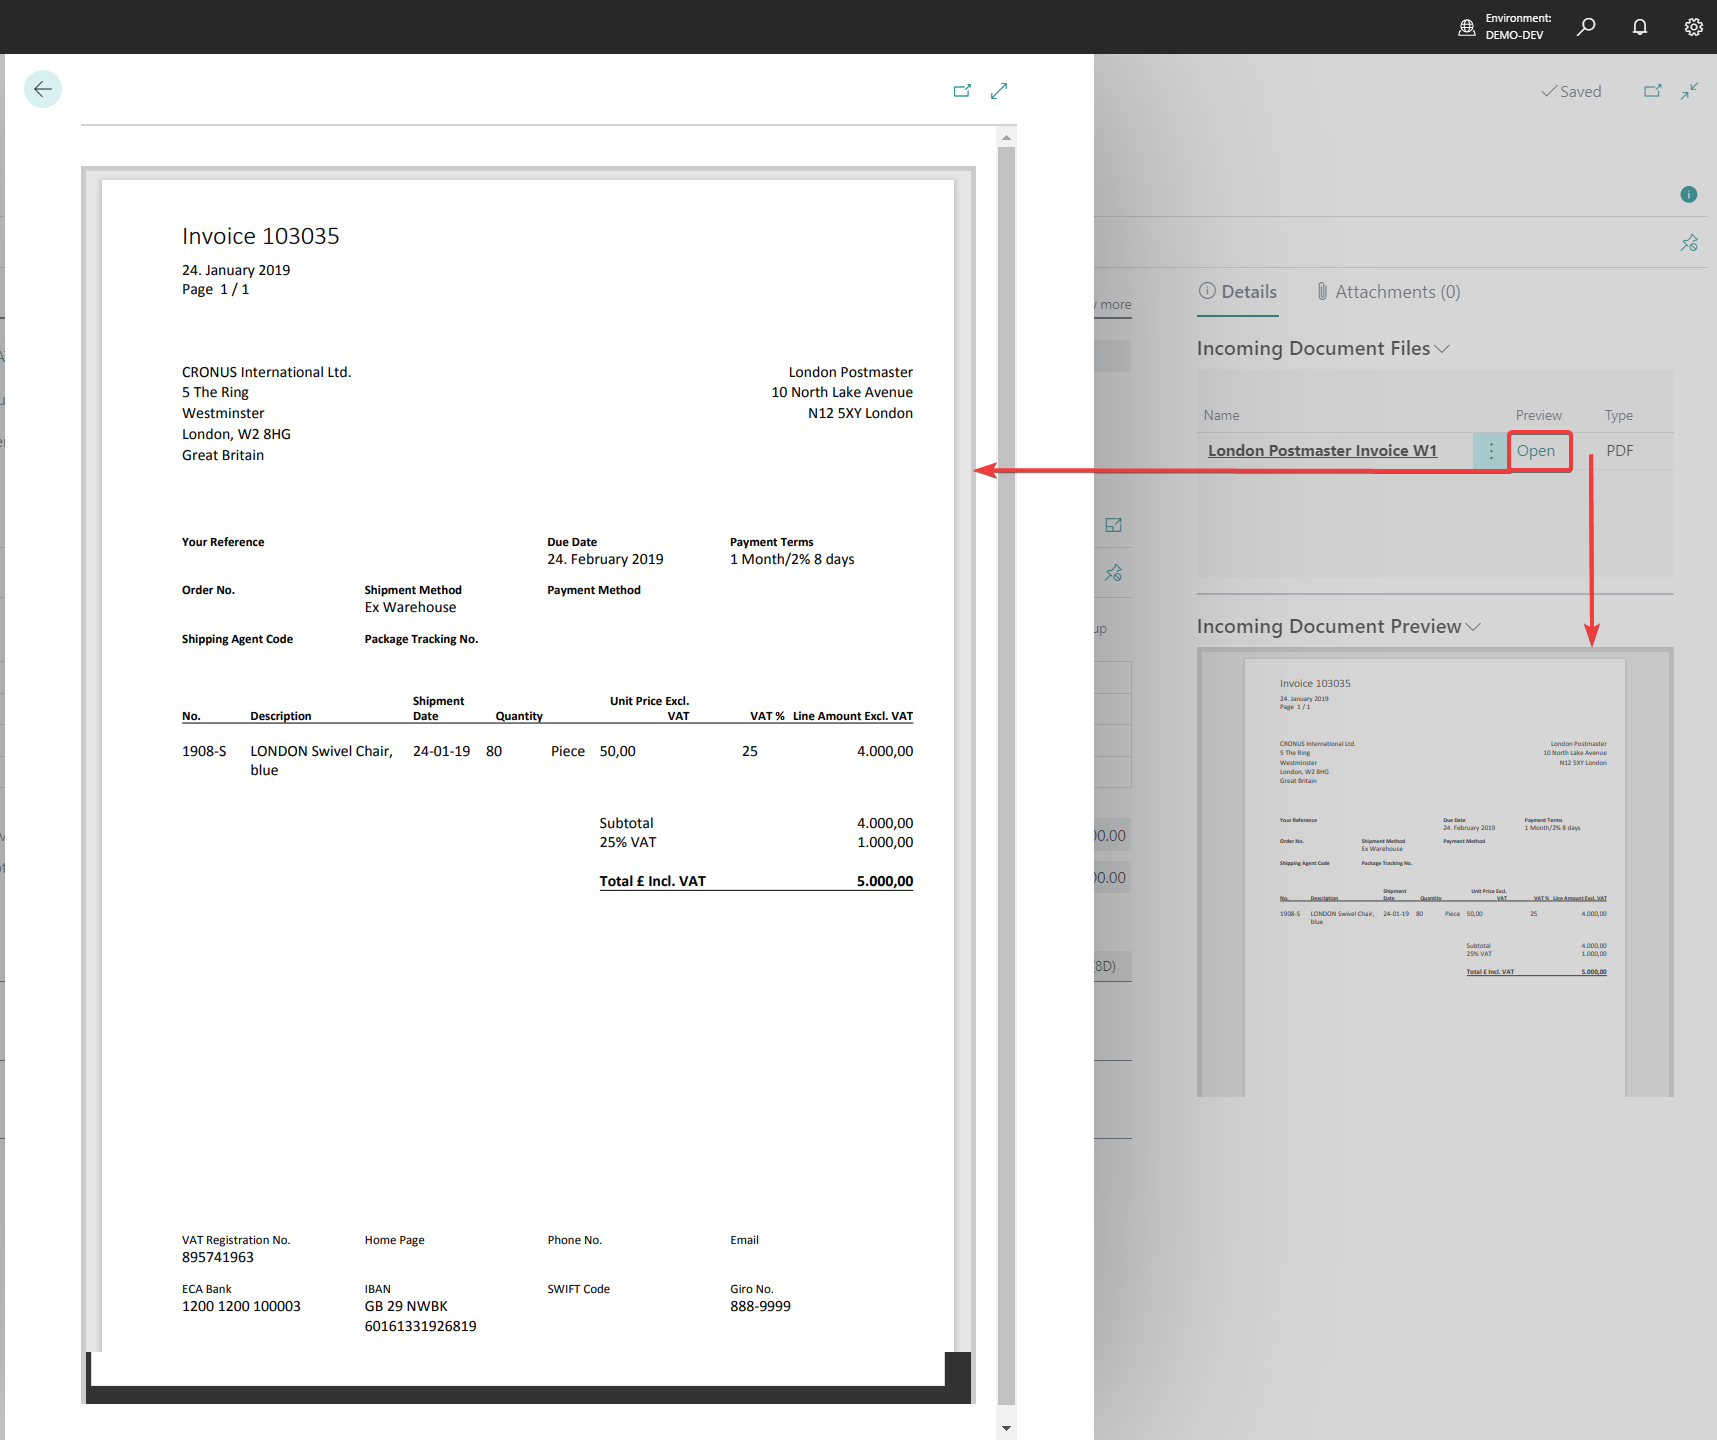 Environment:
DEMO-DEV
Saved
Invoice 103035
24. January 2019
Page 1 / 1
CRONUS International Ltd.
5 The Ring
Westminster
London, W2 8HG
Great Britain
London Postmaster
10 North Lake Avenue
N12 5XY London
Your Reference
Due Date
24. February 2019
Payment Terms
1 Month/2% 8 days
Order No.
Shipment Method
Ex Warehouse
Payment Method
Shipping Agent Code
Package Tracking No.
No. Description Shipment Date Quantity Unit Price Excl. VAT VAT % Line Amount Excl. VAT
1908-S LONDON Swivel Chair, 24-01-19 80 Piece 50,00 25 4.000,00
blue
Subtotal 4.000,00
25% VAT 1.000,00
Total £ Incl. VAT 5.000,00
VAT Registration No.
895741963
Home Page
Phone No.
Email
ECA Bank
1200 1200 100003
IBAN
GB 29 NWBK
60161331926819
SWIFT Code
Giro No.
888-9999
more
up
00.00
00.00
(8D)
Details
Attachments (0)
Incoming Document Files
Name Preview Type
London Postmaster Invoice W1 Open PDF
Incoming Document Preview
Invoice 103035
24. January 2019
Page 1 / 1
CRONUS International Ltd.
5 The Ring
Westminster
London, W2 8HG
Great Britain
London Postmaster
10 North Lake Avenue
N12 5XY London
Your Reference
Due Date
24. February 2019
Payment Terms
1 Month/2% 8 days
Order No.
Shipment Method
Ex Warehouse
Payment Method
Shipping Agent Code
Package Tracking No.
No. Description Shipment Date Quantity Unit Price Excl. VAT VAT % Line Amount Excl. VAT
1908-S LONDON Swivel Chair, 24-01-19 80 Piece 50,00 25 4.000,00
blue
Subtotal 4.000,00
25% VAT 1.000,00
Total £ Incl. VAT 5.000,00